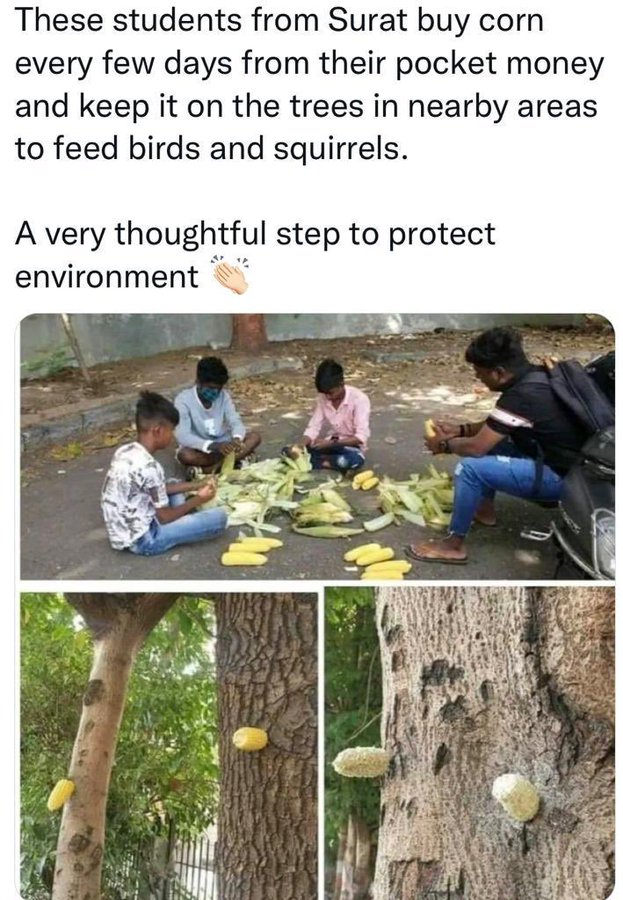 These students from Surat buy corn
every few days from their pocket money
and keep it on the trees in nearby areas
to feed birds and squirrels.
A very thoughtful step to protect
environment 👏🏻